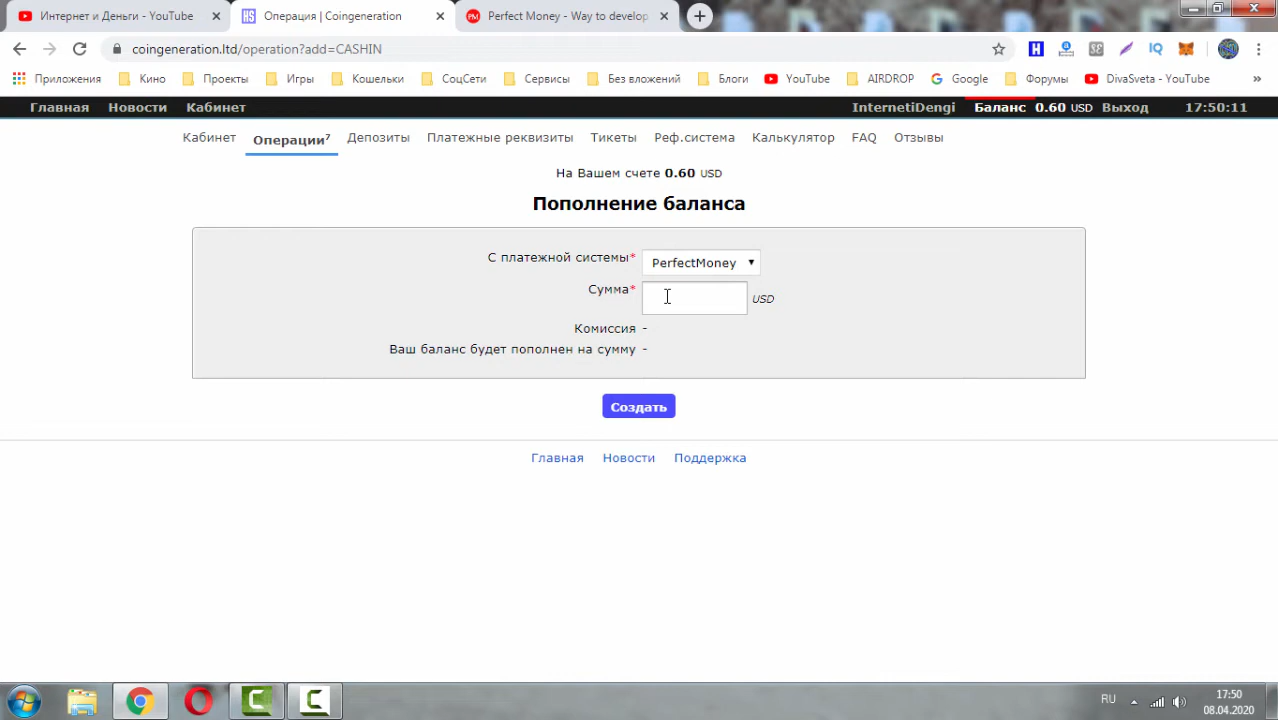 Интернет и Деньги - YouTube
Операция | Coingeneration
Perfect Money - Way to develop
coingeneration.ltd/operation?add=CASHIN
Приложения Кино Проекты Игры Кошельки СоцСети Сервисы Без вложений Блоги YouTube AIRDROP Google Форумы DivaSveta - YouTube »
Главная Новости Кабинет InternetiDengi Баланс 0.60 USD Выход 17:50:11
Кабинет Операции7 Депозиты Платежные реквизиты Тикеты Реф.система Калькулятор FAQ Отзывы
На Вашем счете 0.60 USD
Пополнение баланса
С платежной системы* PerfectMoney
Сумма* USD
Комиссия -
Ваш баланс будет пополнен на сумму -
Создать
Главная Новости Поддержка
RU 17:50
08.04.2020